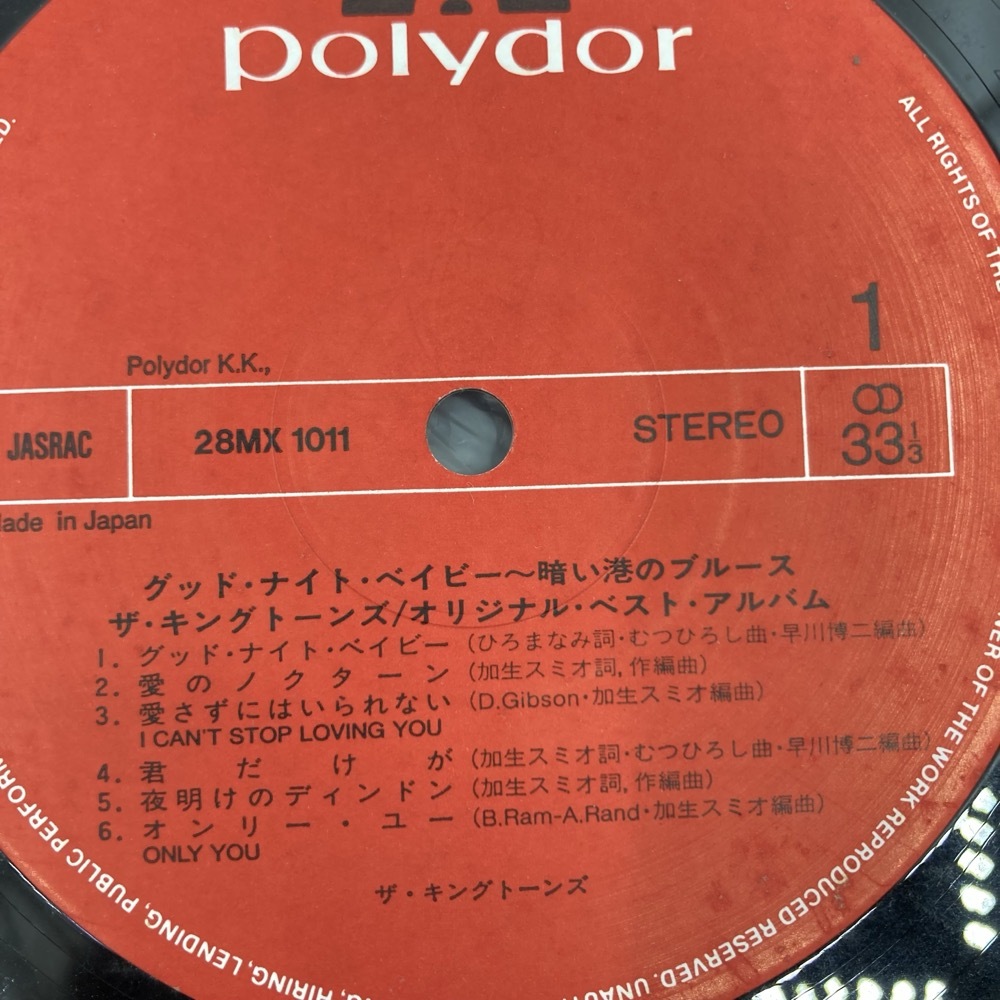 polydor
1
Polydor K.K.,
JASRAC
28MX 1011
STEREO
33 1/3
ade in Japan
グッド・ナイト・ベイビー〜暗い港のブルース
ザ・キングトーンズ/オリジナル・ベスト・アルバム
1. グッド・ナイト・ベイビー (ひろまなみ詞・むつひろし曲・早川博二編曲)
2. 愛のノクターン (加生スミオ詞,作編曲)
3. 愛さずにはいられない (D.Gibson・加生スミオ編曲)
I CAN'T STOP LOVING YOU
4. 君だけが (加生スミオ詞・むつひろし曲・早川博二編曲)
5. 夜明けのディンドン (加生スミオ詞,作編曲)
6. オンリー・ユー (B.Ram-A.Rand・加生スミオ編曲)
ONLY YOU
ザ・キングトーンズ
ALL RIGHTS OF THE
ER OF THE WORK REPRODUCED RESERVED. UNAU
G, HIRING, LENDING, PUBLIC PERFORM
ED.